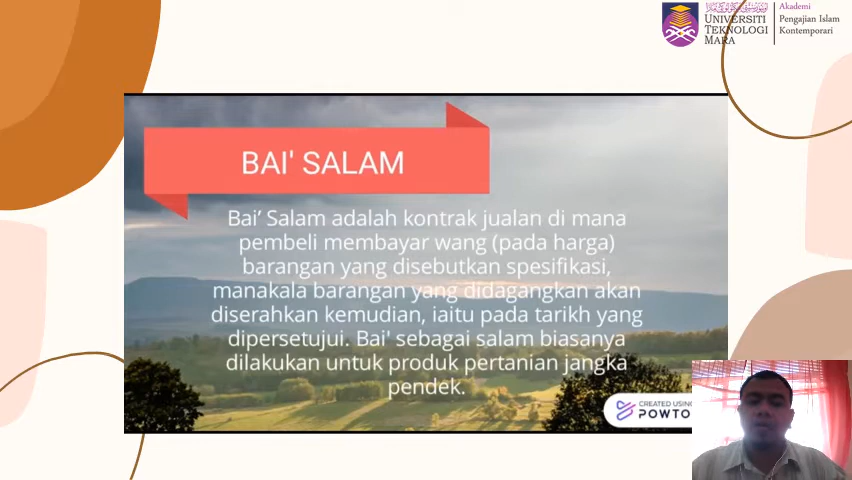 UNIVERSITI
TEKNOLOGI
MARA
Akademi
Pengajian Islam
Kontemporari
BAI' SALAM
Bai’ Salam adalah kontrak jualan di mana
pembeli membayar wang (pada harga)
barangan yang disebutkan spesifikasi,
manakala barangan yang didagangkan akan
diserahkan kemudian, iaitu pada tarikh yang
dipersetujui. Bai' sebagai salam biasanya
dilakukan untuk produk pertanian jangka
pendek.
CREATED USING
POWTO